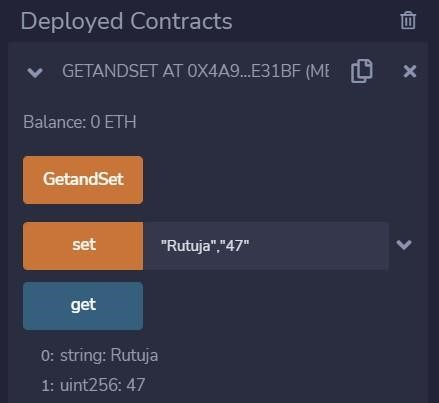 Deployed Contracts
GETANDSET AT 0X4A9...E31BF (ME
Balance: 0 ETH
GetandSet
set "Rutuja","47"
get
0: string: Rutuja
1: uint256: 47